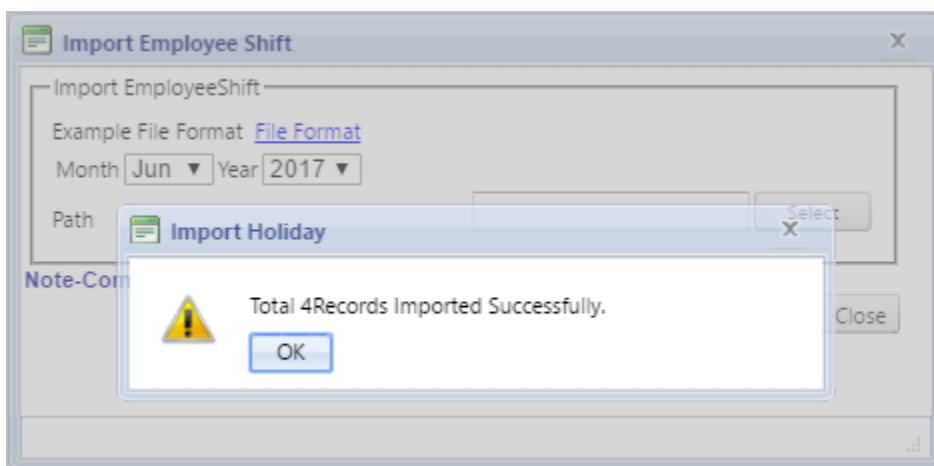 Import Employee Shift
Import EmployeeShift
Example File Format File Format
Month Jun Year 2017
Path Select
Import Holiday
Note-Com
Total 4Records Imported Successfully.
Close
OK